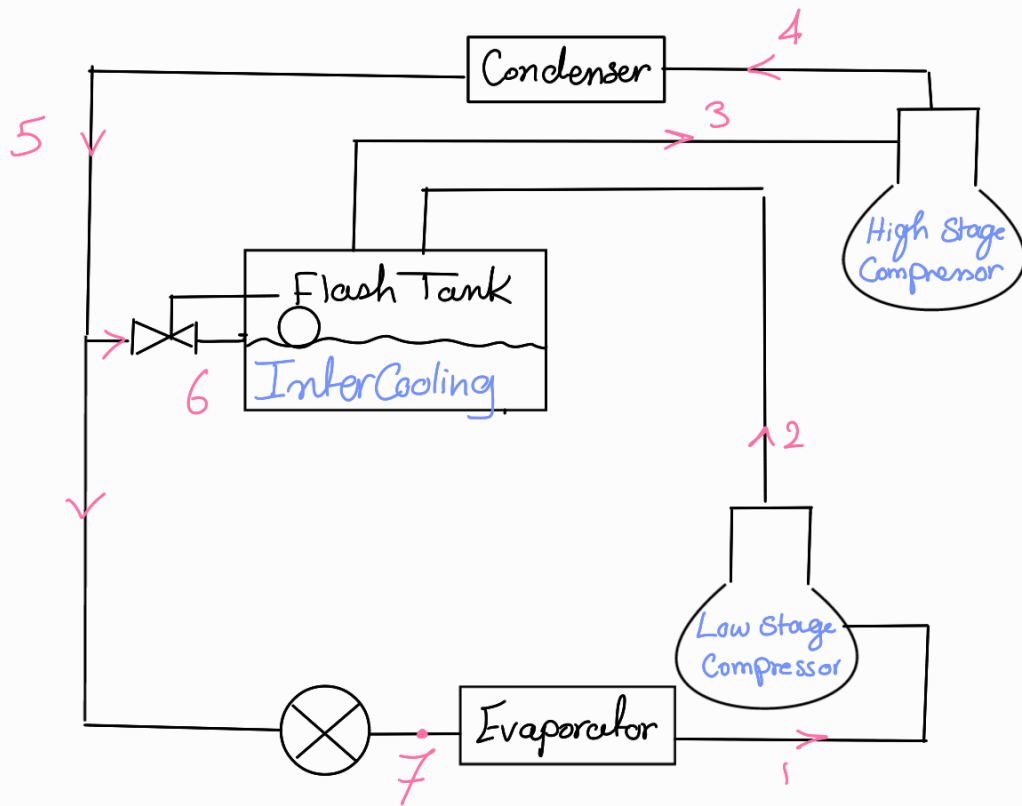 4
Condenser
3
5
High Stage
Compressor
Flash Tank
InterCooling
6
2
Low Stage
Compressor
Evaporator
7
1